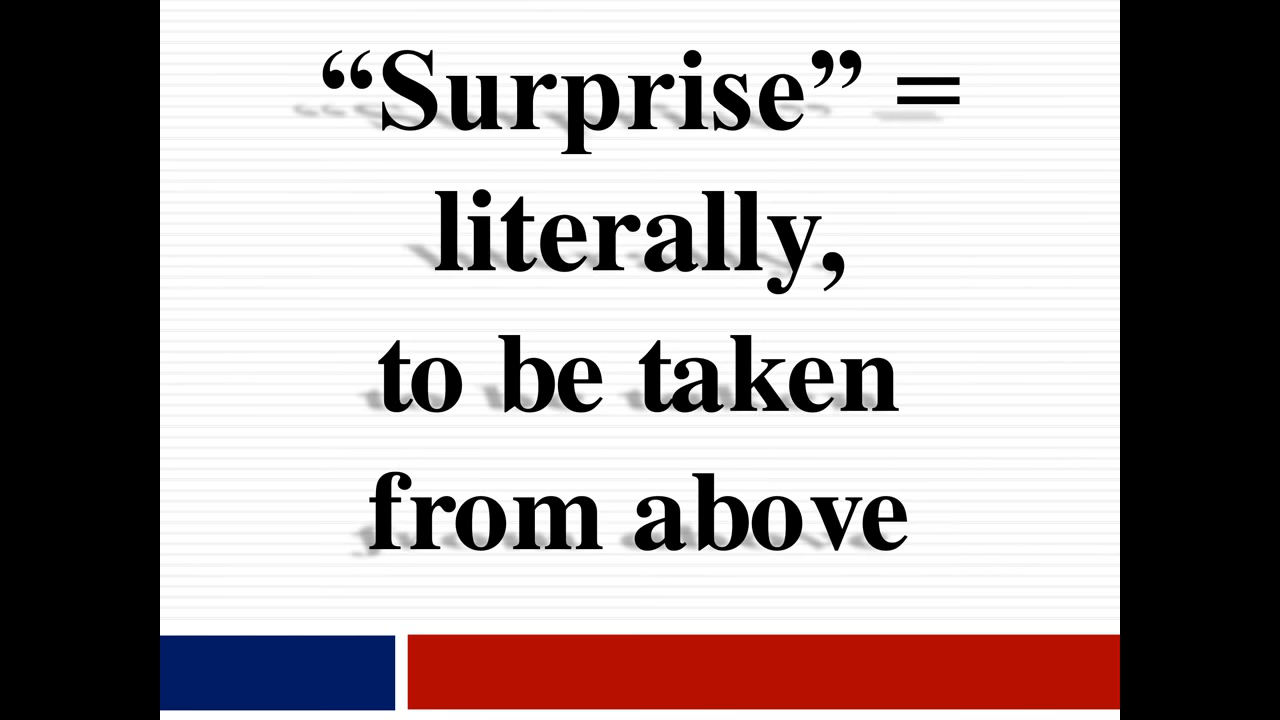 “Surprise” =
literally,
to be taken
from above